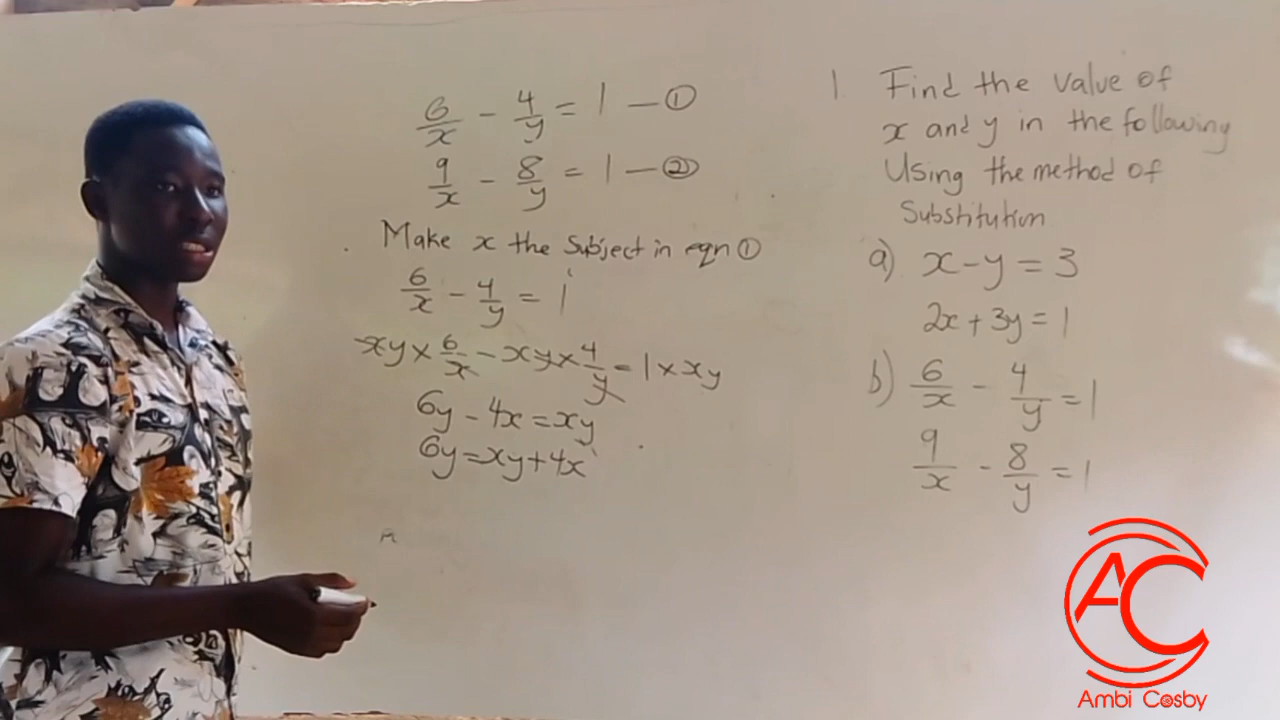 6/x - 4/y = 1 — ①
9/x - 8/y = 1 — ②
Make x the Subject in eqn ①
6/x - 4/y = 1
xy × 6/x - xy × 4/y = 1 × xy
6y - 4x = xy
6y = xy + 4x
1 Find the value of
x and y in the following
Using the method of
Substitution
a) x - y = 3
2x + 3y = 1
b) 6/x - 4/y = 1
9/x - 8/y = 1
AC
Ambi Cosby